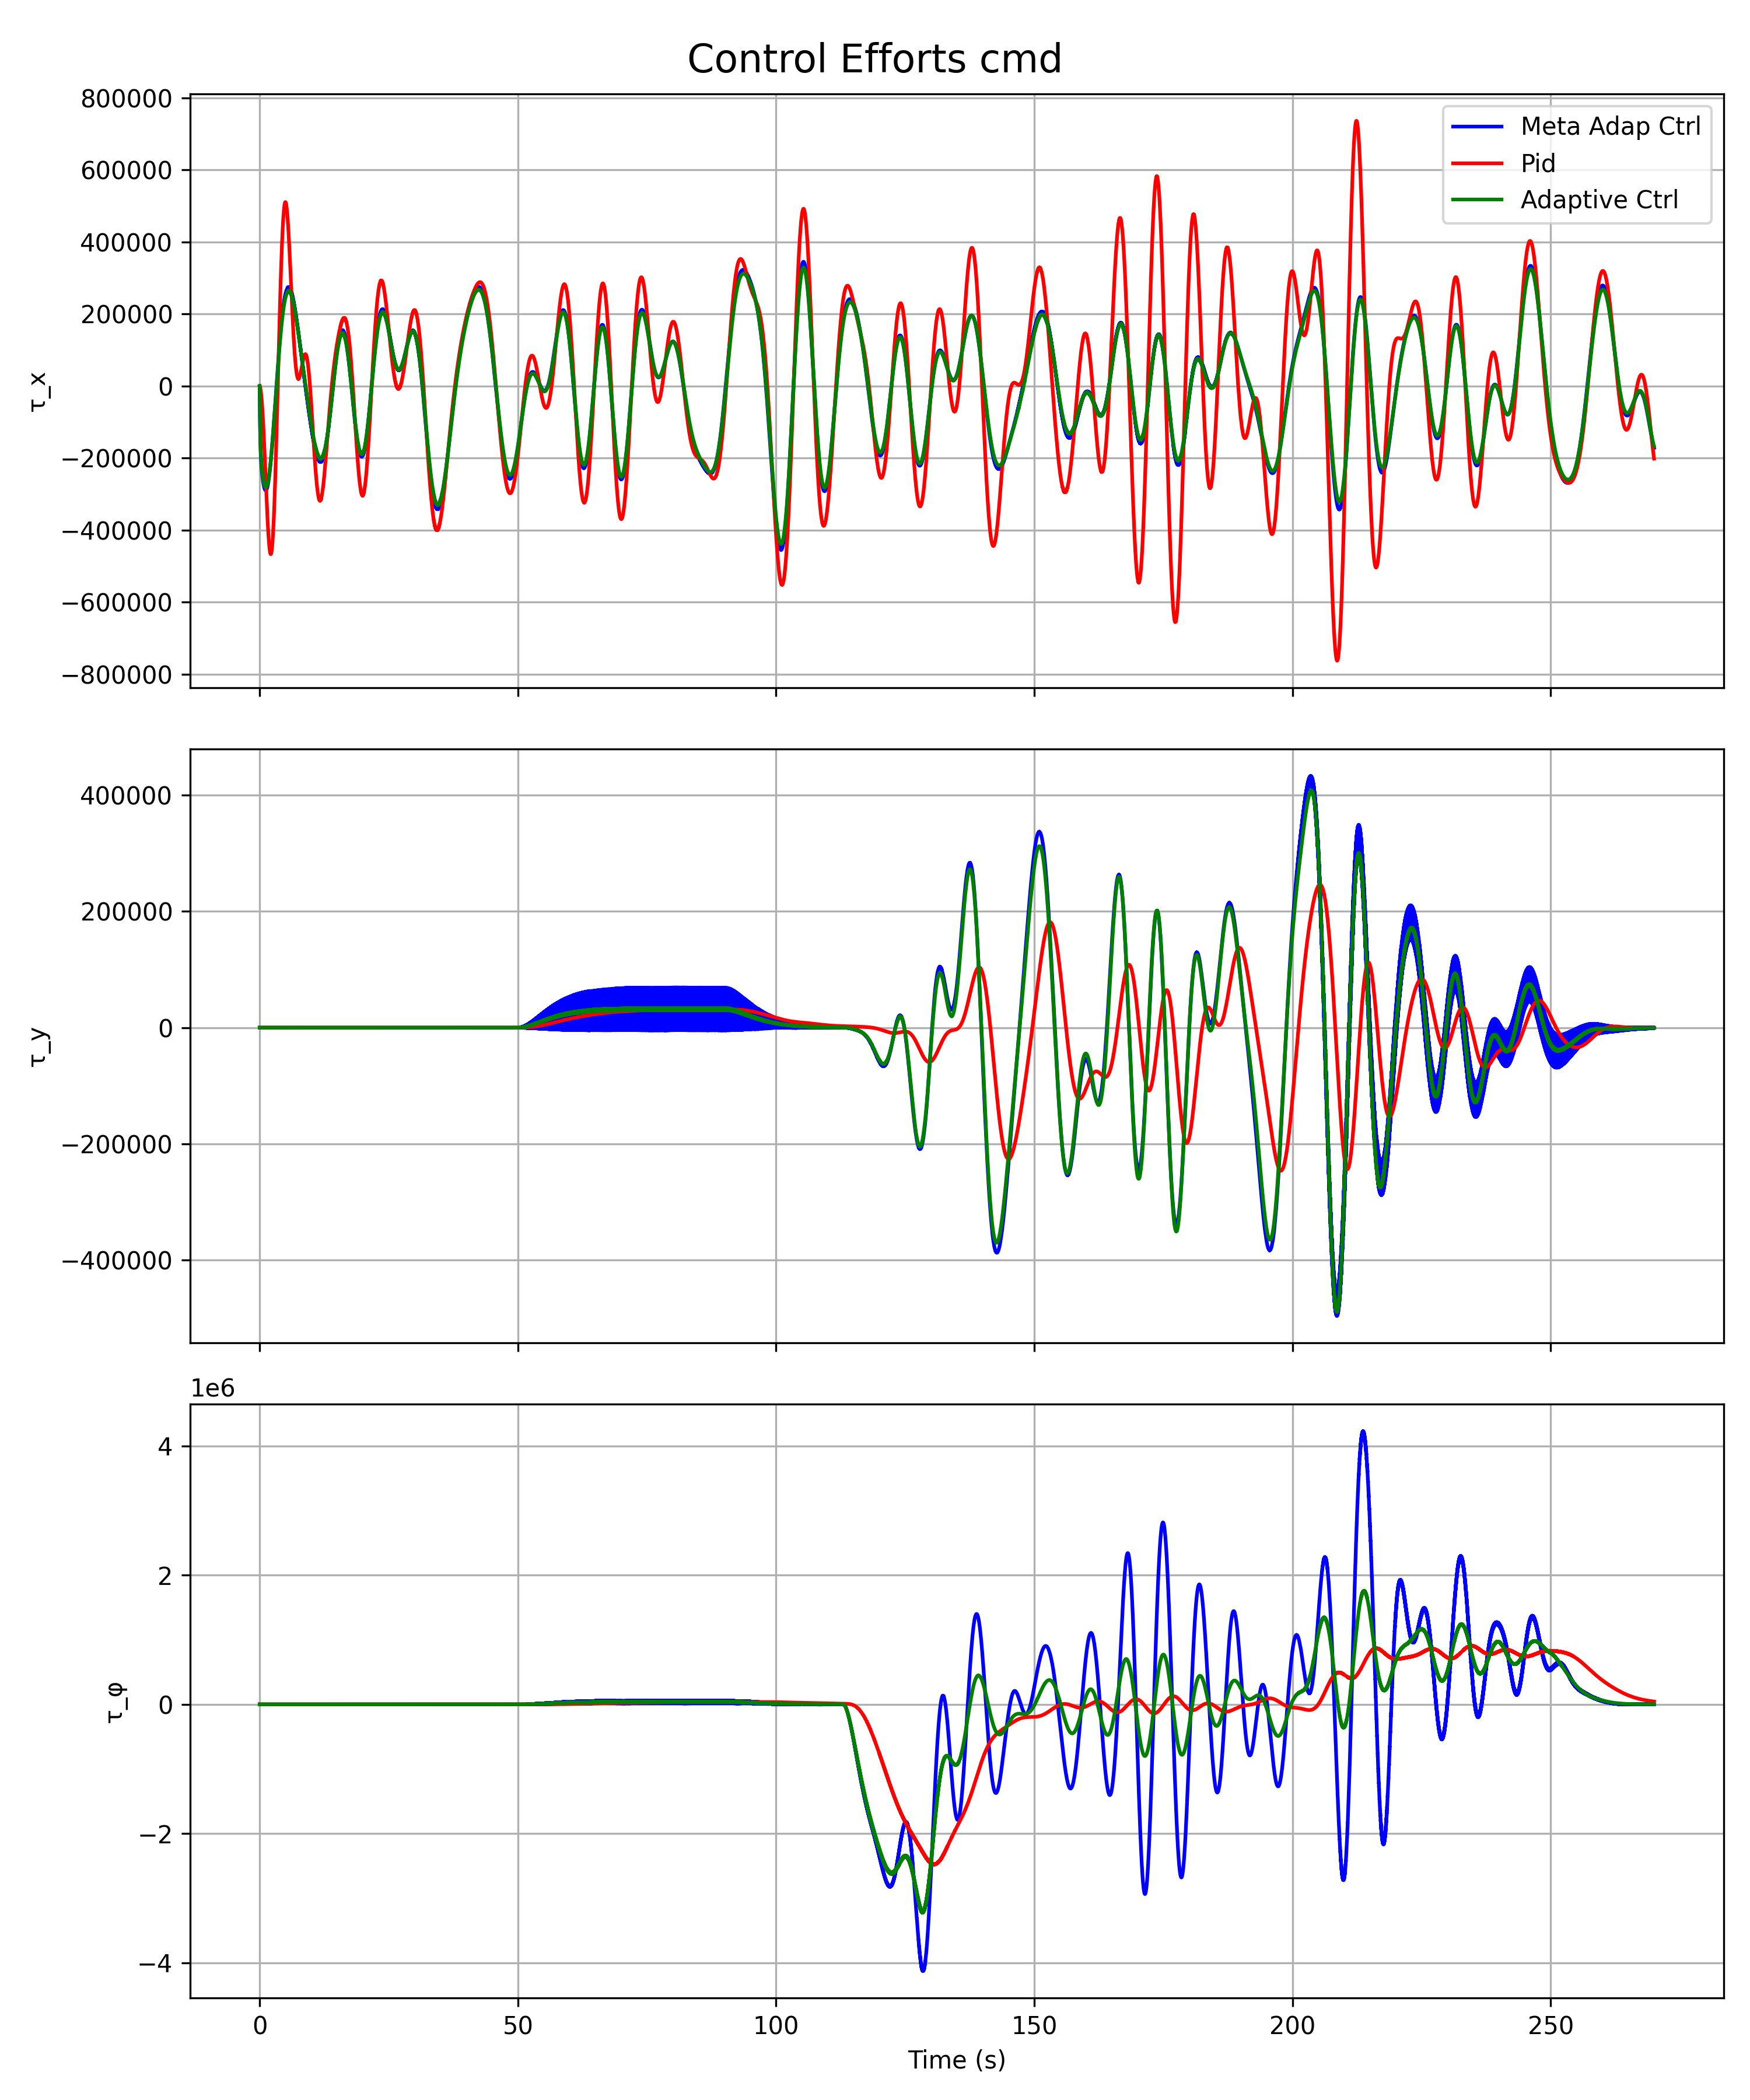 Control Efforts cmd
800000
600000
400000
200000
0
−200000
−400000
−600000
−800000
τ_x
Meta Adap Ctrl
Pid
Adaptive Ctrl
400000
200000
0
−200000
−400000
τ_y
1e6
4
2
0
−2
−4
τ_φ
0 50 100 150 200 250
Time (s)